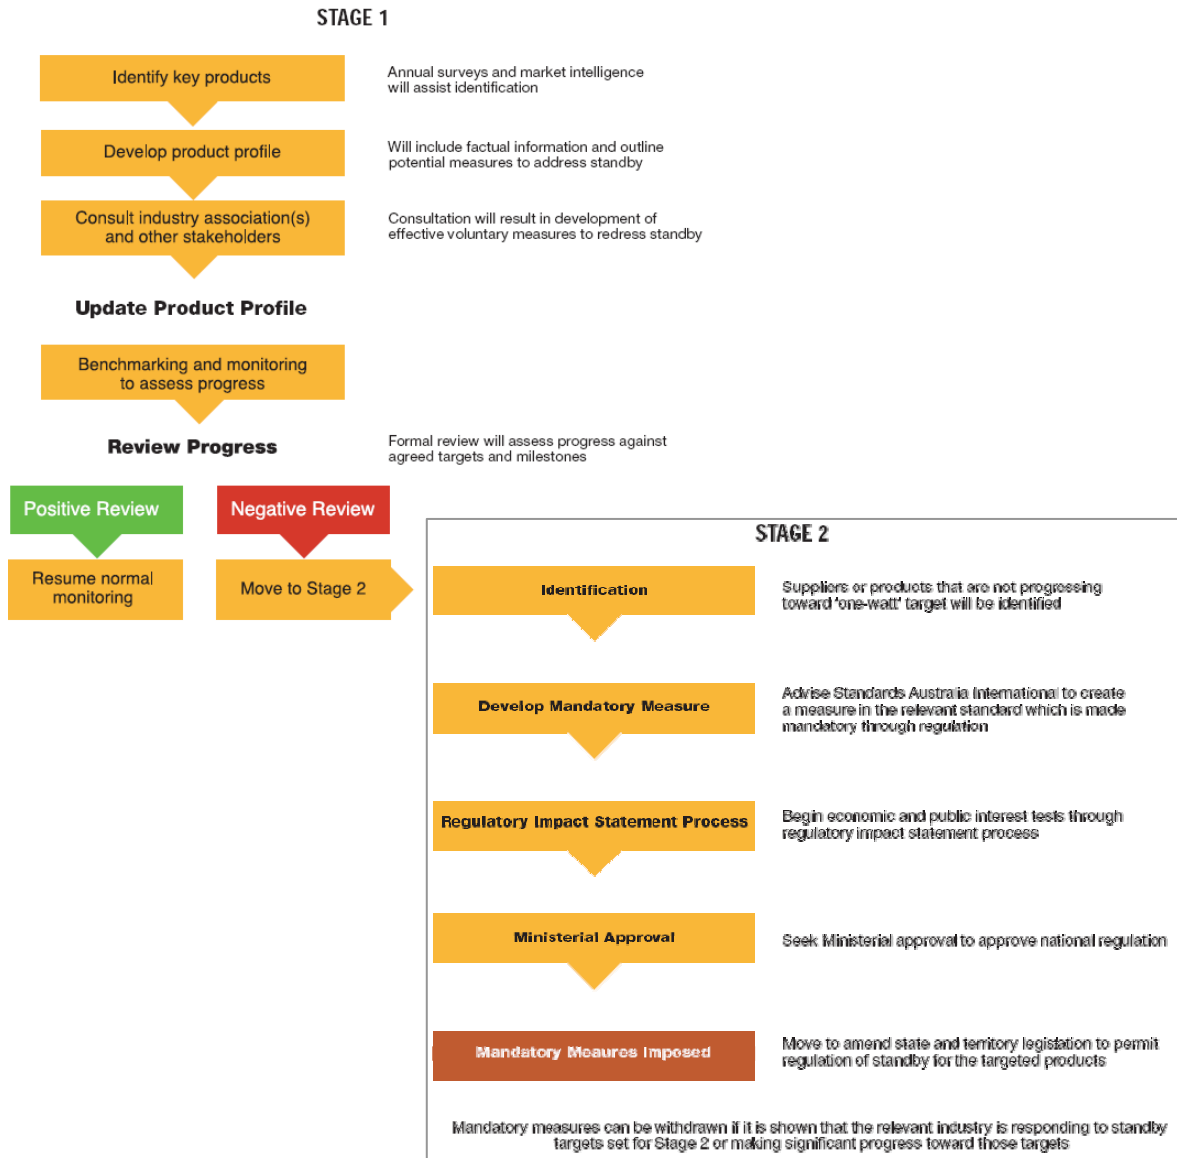 STAGE 1
Identify key products
Annual surveys and market intelligence
will assist identification
Develop product profile
Will include factual information and outline
potential measures to address standby
Consult industry association(s)
and other stakeholders
Consultation will result in development of
effective voluntary measures to redress standby
Update Product Profile
Benchmarking and monitoring
to assess progress
Review Progress
Formal review will assess progress against
agreed targets and milestones
Positive Review
Negative Review
Resume normal
monitoring
Move to Stage 2
STAGE 2
Identification
Suppliers or products that are not progressing
toward 'one-watt' target will be identified
Develop Mandatory Measure
Advise Standards Australia International to create
a measure in the relevant standard which is made
mandatory through regulation
Regulatory Impact Statement Process
Begin economic and public interest tests through
regulatory impact statement process
Ministerial Approval
Seek Ministerial approval to approve national regulation
Mandatory Meaures Imposed
Move to amend state and territory legislation to permit
regulation of standby for the targeted products
Mandatory measures can be withdrawn if it is shown that the relevant industry is responding to standby
targets set for Stage 2 or making significant progress toward those targets